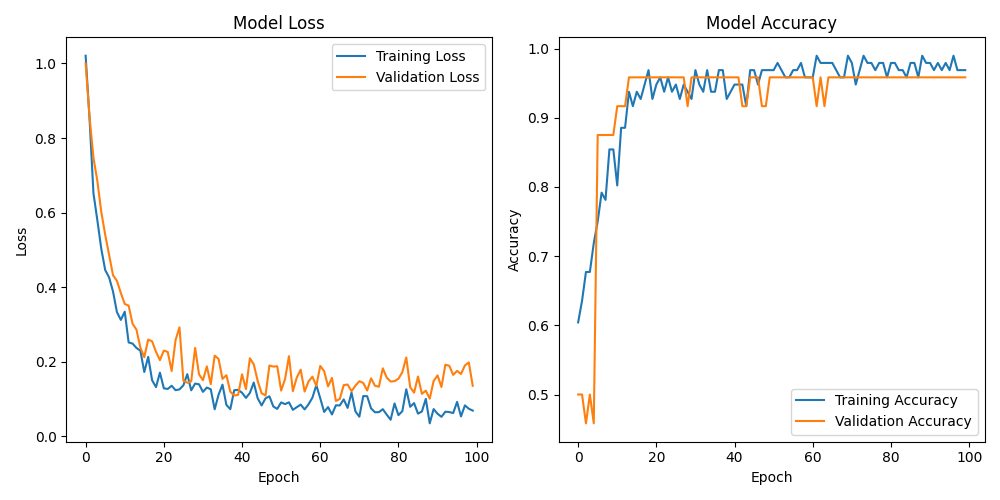 Model Loss
Training Loss
Validation Loss
1.0
0.8
0.6
0.4
0.2
0.0
Loss
0 20 40 60 80 100
Epoch
Model Accuracy
1.0
0.9
0.8
0.7
0.6
0.5
Accuracy
Training Accuracy
Validation Accuracy
0 20 40 60 80 100
Epoch